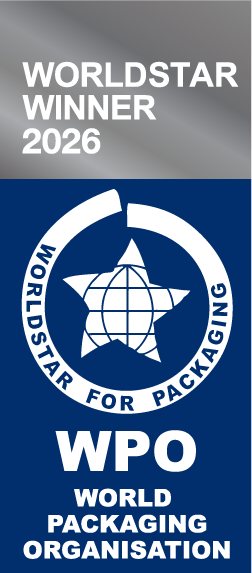 WORLDSTAR
WINNER
2026
WORLDSTAR FOR PACKAGING
WPO
WORLD
PACKAGING
ORGANISATION